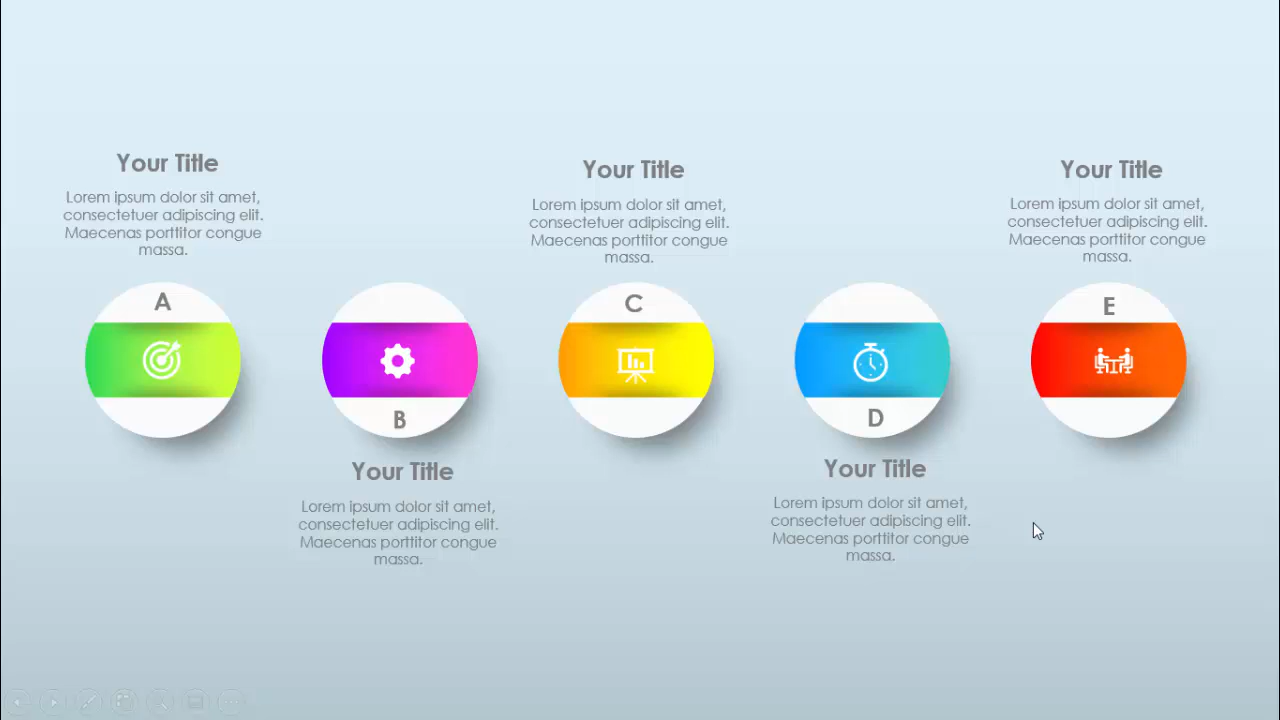 Your Title
Lorem ipsum dolor sit amet,
consectetuer adipiscing elit.
Maecenas porttitor congue
massa.
A
B
Your Title
Lorem ipsum dolor sit amet,
consectetuer adipiscing elit.
Maecenas porttitor congue
massa.
Your Title
Lorem ipsum dolor sit amet,
consectetuer adipiscing elit.
Maecenas porttitor congue
massa.
C
D
Your Title
Lorem ipsum dolor sit amet,
consectetuer adipiscing elit.
Maecenas porttitor congue
massa.
Your Title
Lorem ipsum dolor sit amet,
consectetuer adipiscing elit.
Maecenas porttitor congue
massa.
E